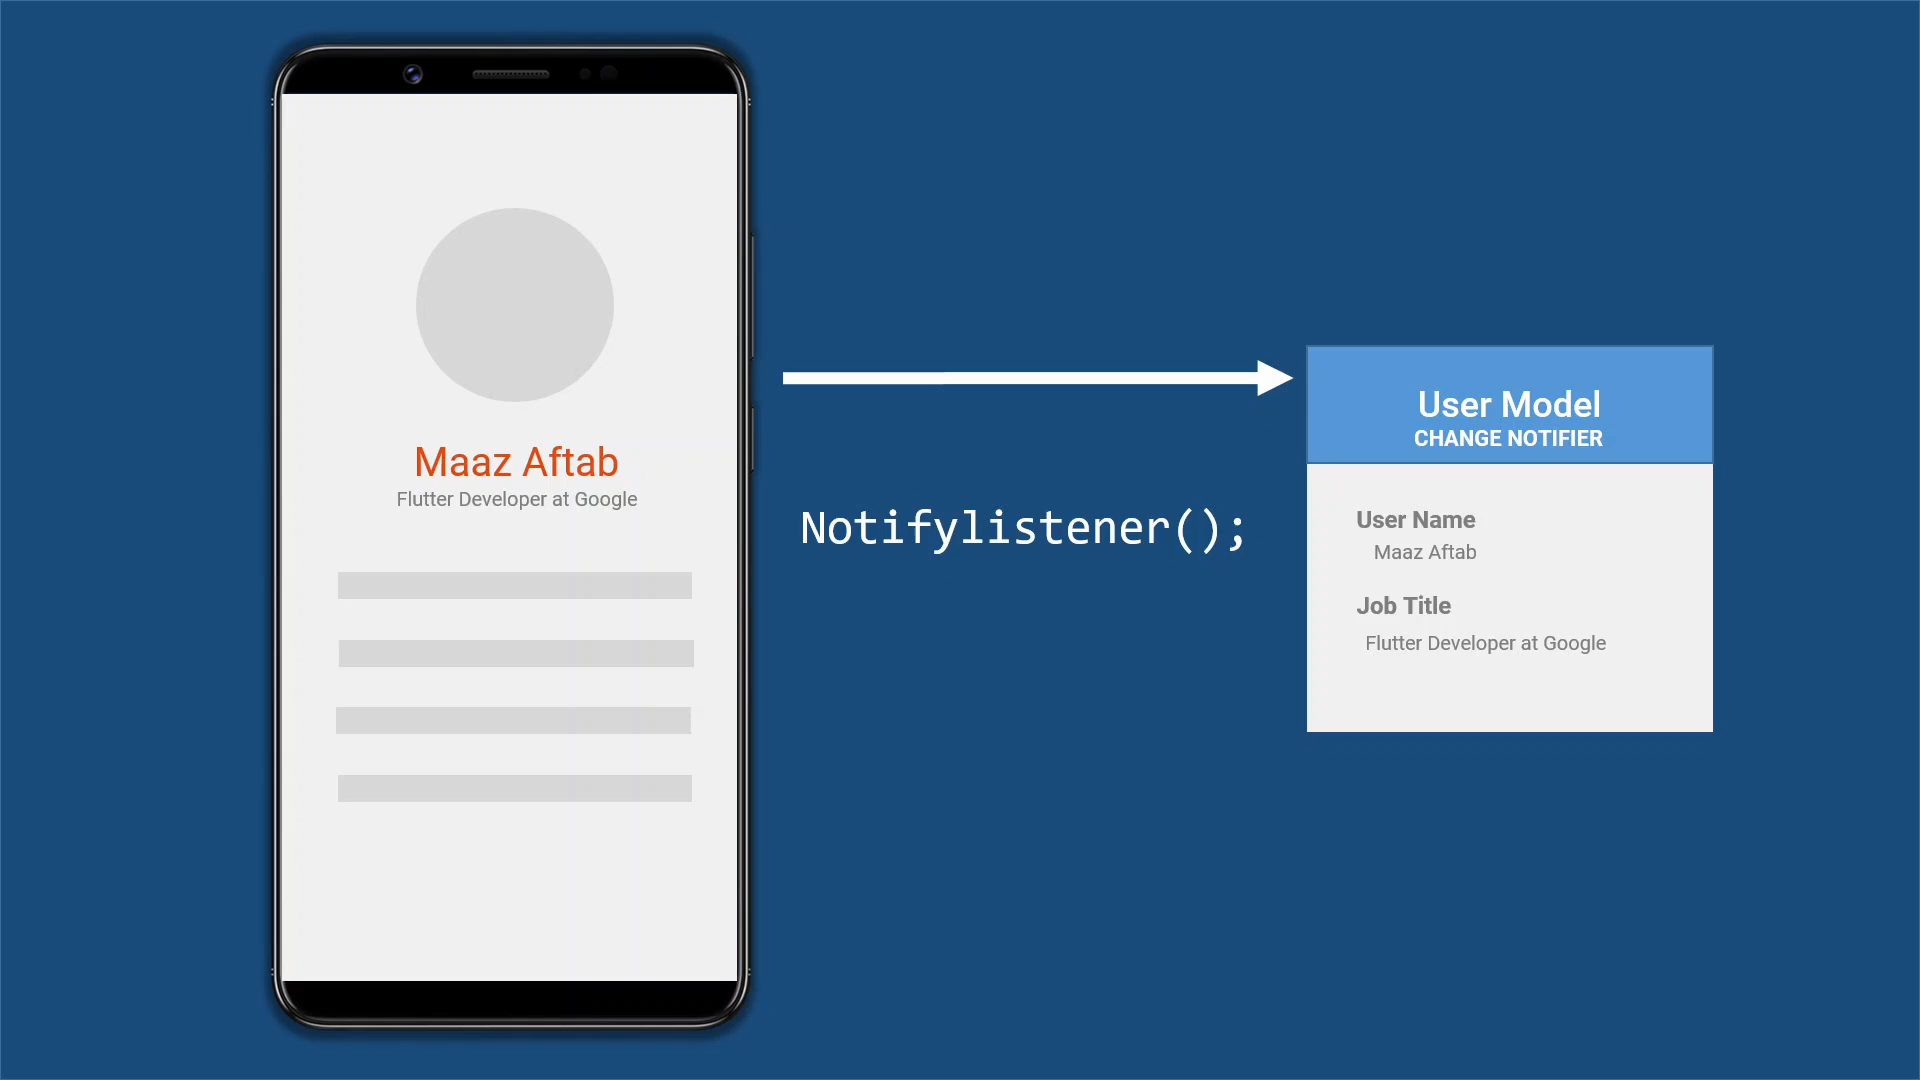 Maaz Aftab
Flutter Developer at Google
Notifylistener();
User Model
CHANGE NOTIFIER
User Name
Maaz Aftab
Job Title
Flutter Developer at Google